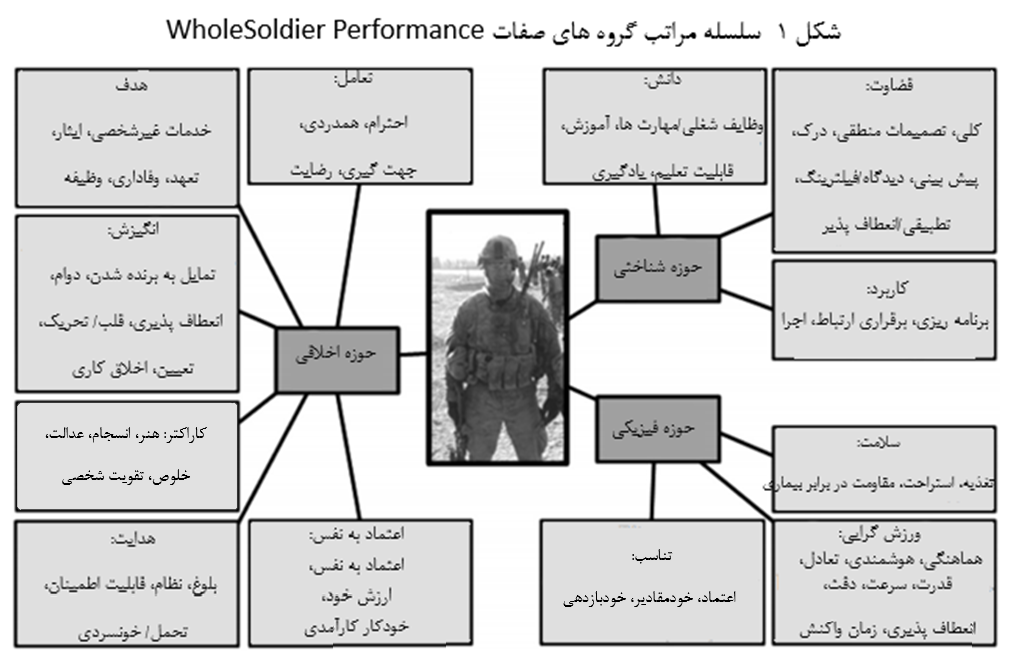 شکل ۱ سلسله مراتب گروه های صفات WholeSoldier Performance
قضاوت:
کلی، تصمیمات منطقی، درک،
پیش بینی، دیدگاه/فیلترینگ،
تطبیقی/انعطاف پذیر
دانش:
وظایف شغلی/مهارت ها، آموزش،
قابلیت تعلیم، یادگیری
تعامل:
احترام، همدردی،
جهت گیری، رضایت
هدف
خدمات غیرشخصی، ایثار،
تعهد، وفاداری، وظیفه
حوزه شناختی
کاربرد:
برنامه ریزی، برقراری ارتباط، اجرا
انگیزش:
تمایل به برنده شدن، دوام،
انعطاف پذیری، قلب/ تحریک،
تعیین، اخلاق کاری
حوزه اخلاقی
حوزه فیزیکی
کاراکتر: هنر، انسجام، عدالت،
خلوص، تقویت شخصی
سلامت:
تغذیه، استراحت، مقاومت در برابر بیماری
ورزش گرایی:
هماهنگی، هوشمندی، تعادل،
قدرت، سرعت، دقت،
انعطاف پذیری، زمان واکنش
تناسب:
اعتماد، خودمقادیر، خودبازدهی
اعتماد به نفس:
اعتماد به نفس،
ارزش خود،
خودکار کارآمدی
هدایت:
بلوغ، نظام، قابلیت اطمینان،
تحمل/ خونسردی